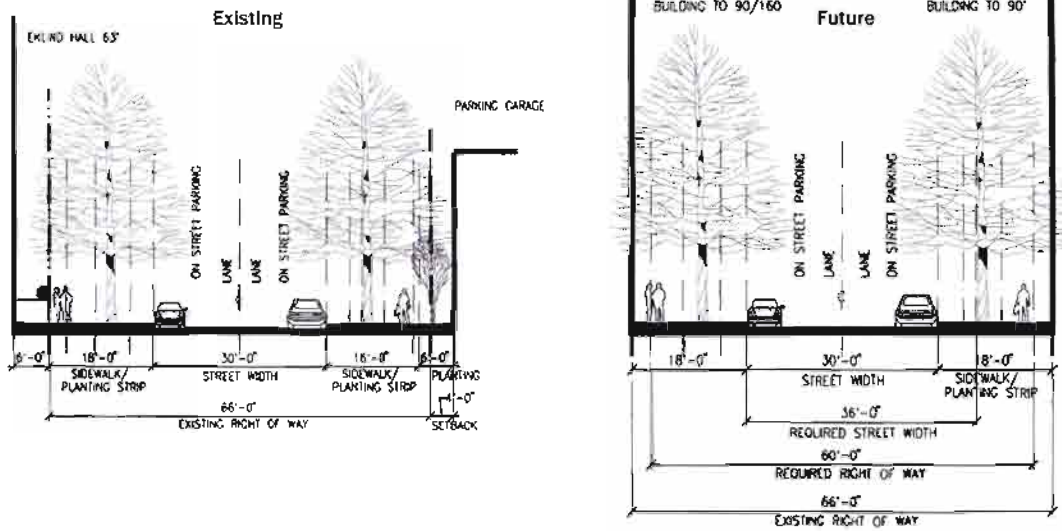 Existing
EKLIND HALL 63'
PARKING GARAGE
ON STREET PARKING
LANE
LANE
ON STREET PARKING
6'-0"
18'-0"
30'-0"
16'-0"
6'-0"
SIDEWALK/
PLANTING STRIP
STREET WIDTH
SIDEWALK/
PLANTING STRIP
PLANTING
66'-0"
4'-0"
EXISTING RIGHT OF WAY
SETBACK
BUILDING TO 90/160
Future
BUILDING TO 90'
ON STREET PARKING
LANE
LANE
ON STREET PARKING
18'-0"
30'-0"
18'-0"
STREET WIDTH
SIDEWALK/
PLANTING STRIP
36'-0"
REQUIRED STREET WIDTH
60'-0"
REQUIRED RIGHT OF WAY
66'-0"
EXISTING RIGHT OF WAY